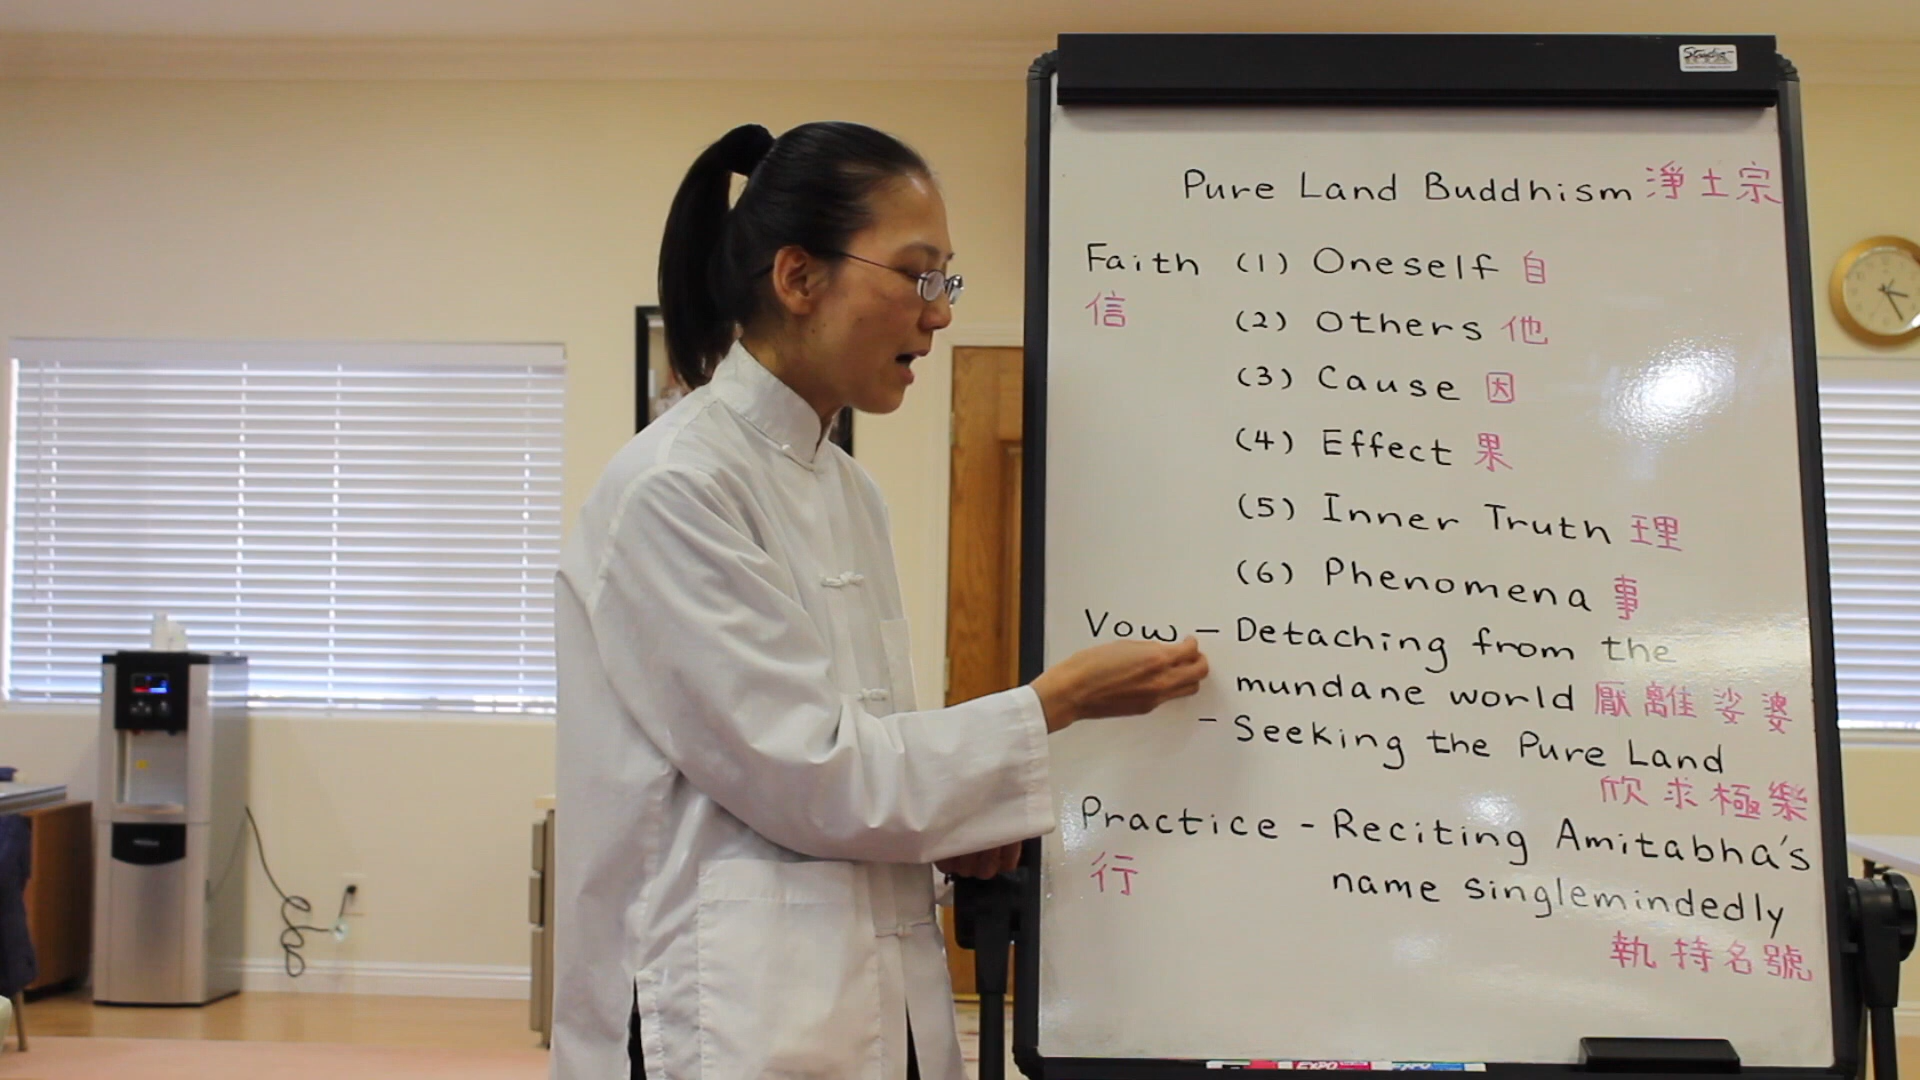 Pure Land Buddhism 淨土宗
Faith (1) Oneself 自
信
(2) Others 他
(3) Cause 因
(4) Effect 果
(5) Inner Truth 理
(6) Phenomena 事
Vow - Detaching from the
mundane world 厭離娑婆
- Seeking the Pure Land
欣求極樂
Practice - Reciting Amitabha's
行
name singlemindedly
執持名號
EXPO
EXPO